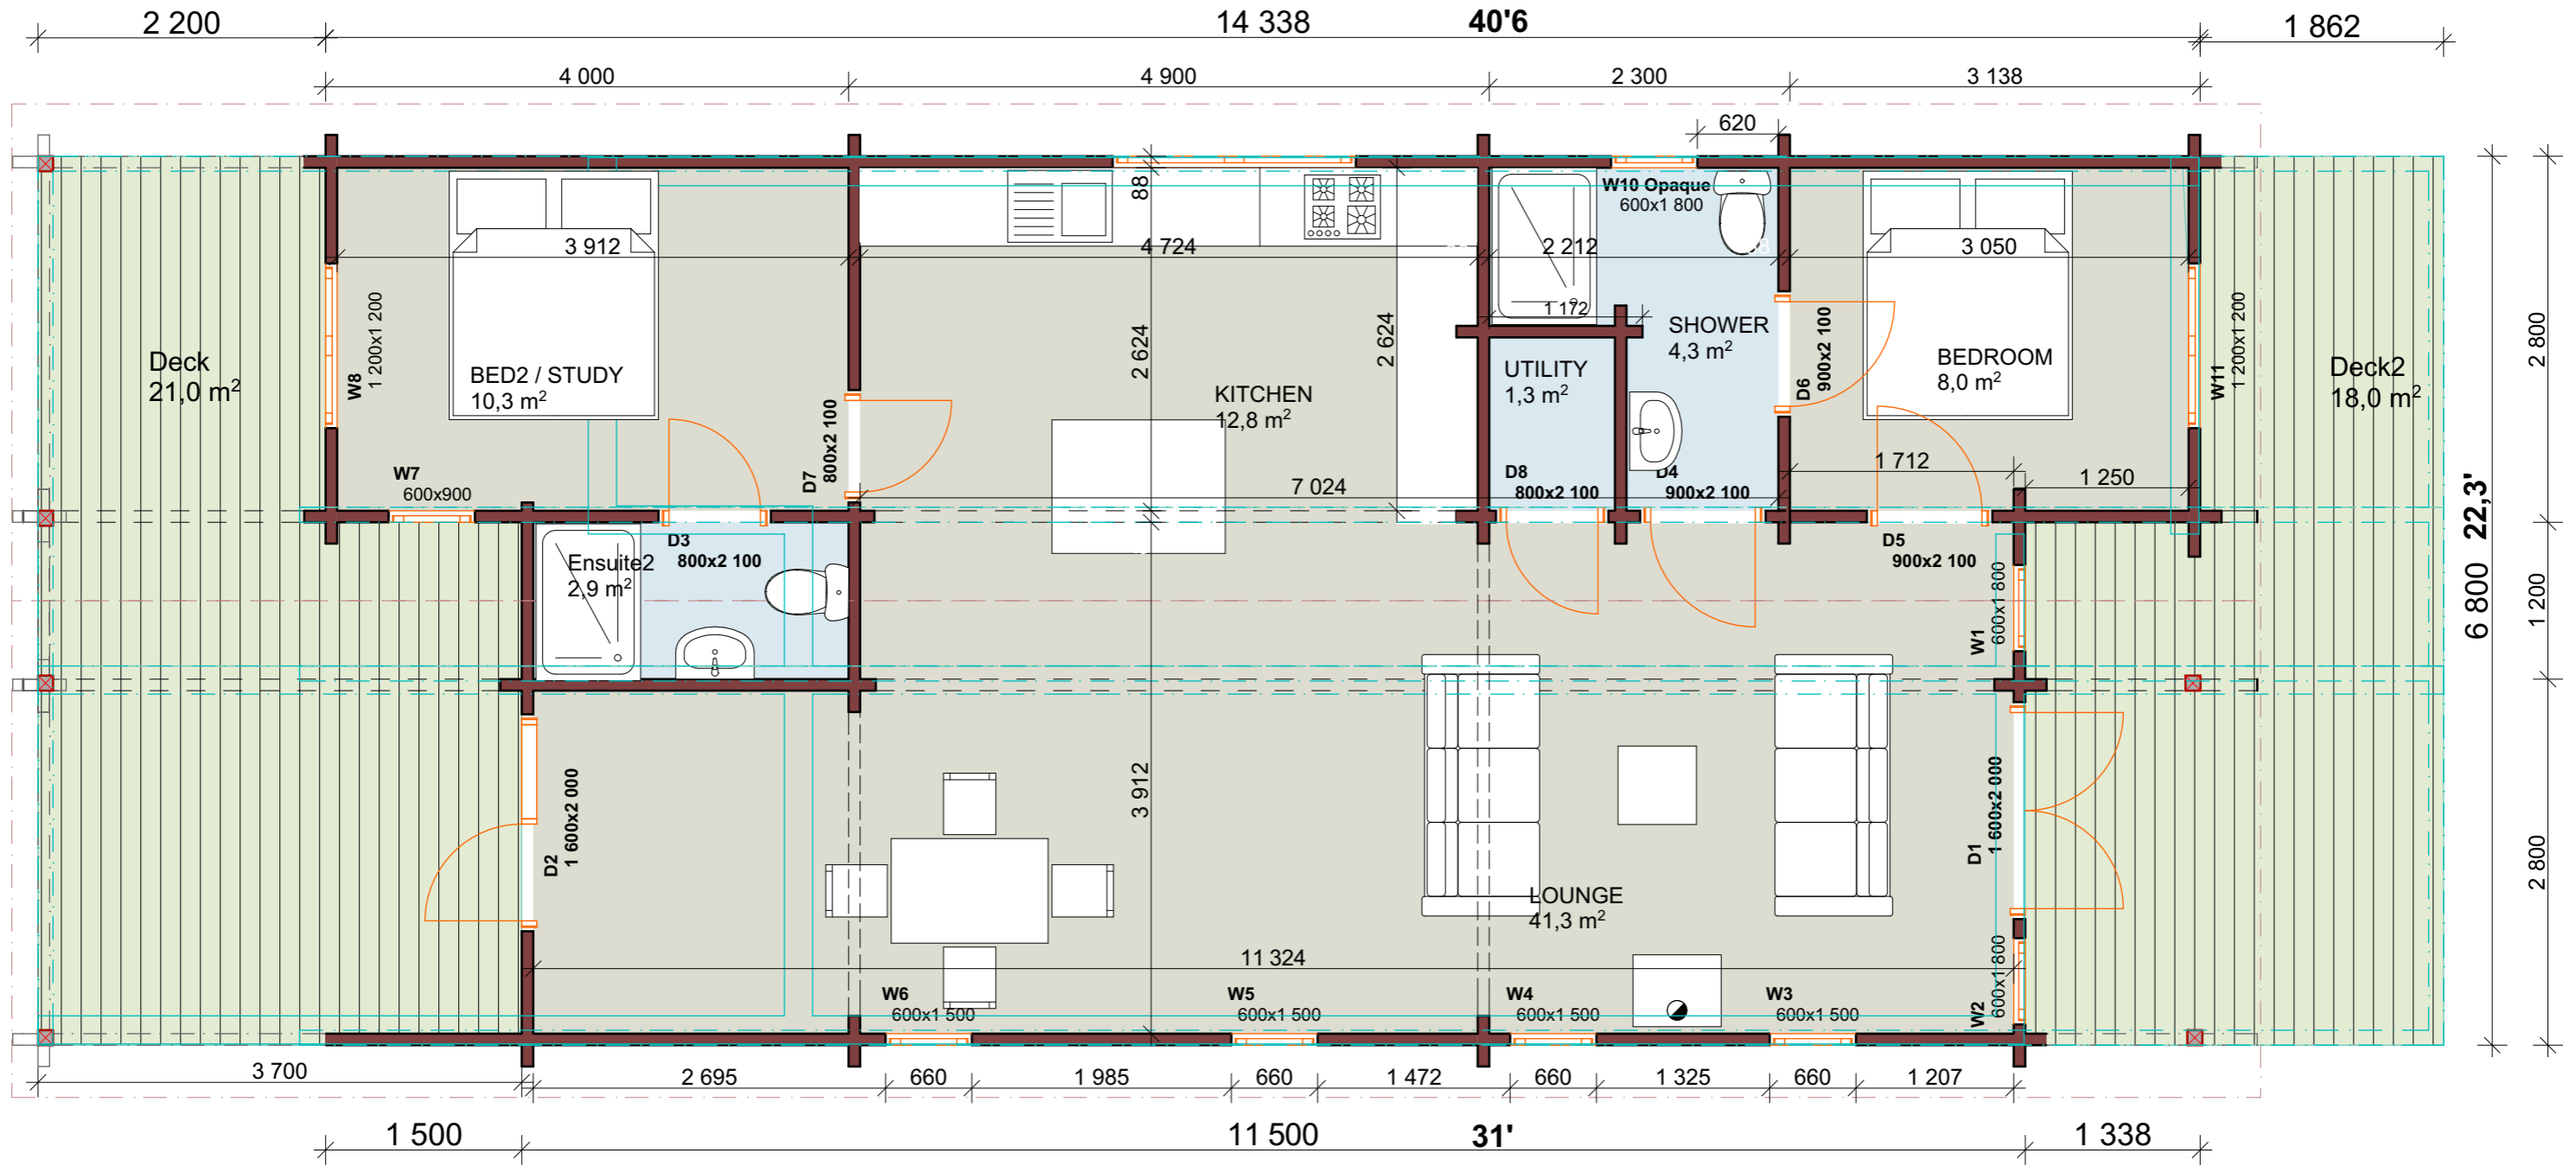 2 200
14 338
40'6
1 862
4 000
4 900
2 300
3 138
620
88
W10 Opaque
600x1 800
3 912
4 724
2 212
3 050
1 172
W8
1 200x1 200
Deck
21,0 m²
BED2 / STUDY
10,3 m²
2 624
2 624
KITCHEN
12,8 m²
UTILITY
1,3 m²
SHOWER
4,3 m²
D6
900x2 100
BEDROOM
8,0 m²
W11
1 200x1 200
Deck2
18,0 m²
2 800
W7
600x900
D7
800x2 100
7 024
D8
800x2 100
D4
900x2 100
1 712
1 250
22,3'
6 800
1 200
Ensuite2
2,9 m²
D3
800x2 100
D5
900x2 100
W1
600x1 800
D2
1 600x2 000
3 912
D1
1 600x2 000
2 800
LOUNGE
41,3 m²
11 324
W6
600x1 500
W5
600x1 500
W4
600x1 500
W3
600x1 500
W2
600x1 800
3 700
2 695
660
1 985
660
1 472
660
1 325
660
1 207
1 500
11 500
31'
1 338